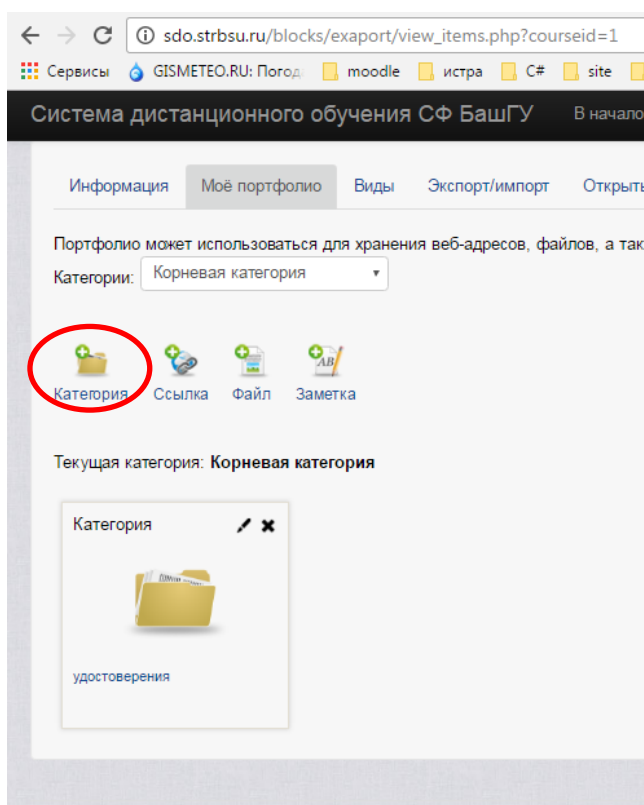 sdo.strbsu.ru/blocks/exaport/view_items.php?courseid=1
Сервисы GISMETEO.RU: Погод moodle истра C# site
Система дистанционного обучения СФ БашГУ В начало
Информация Моё портфолио Виды Экспорт/импорт Открыть
Портфолио может использоваться для хранения веб-адресов, файлов, а так
Категории: Корневая категория
Категория Ссылка Файл Заметка
Текущая категория: Корневая категория
Категория
удостоверения